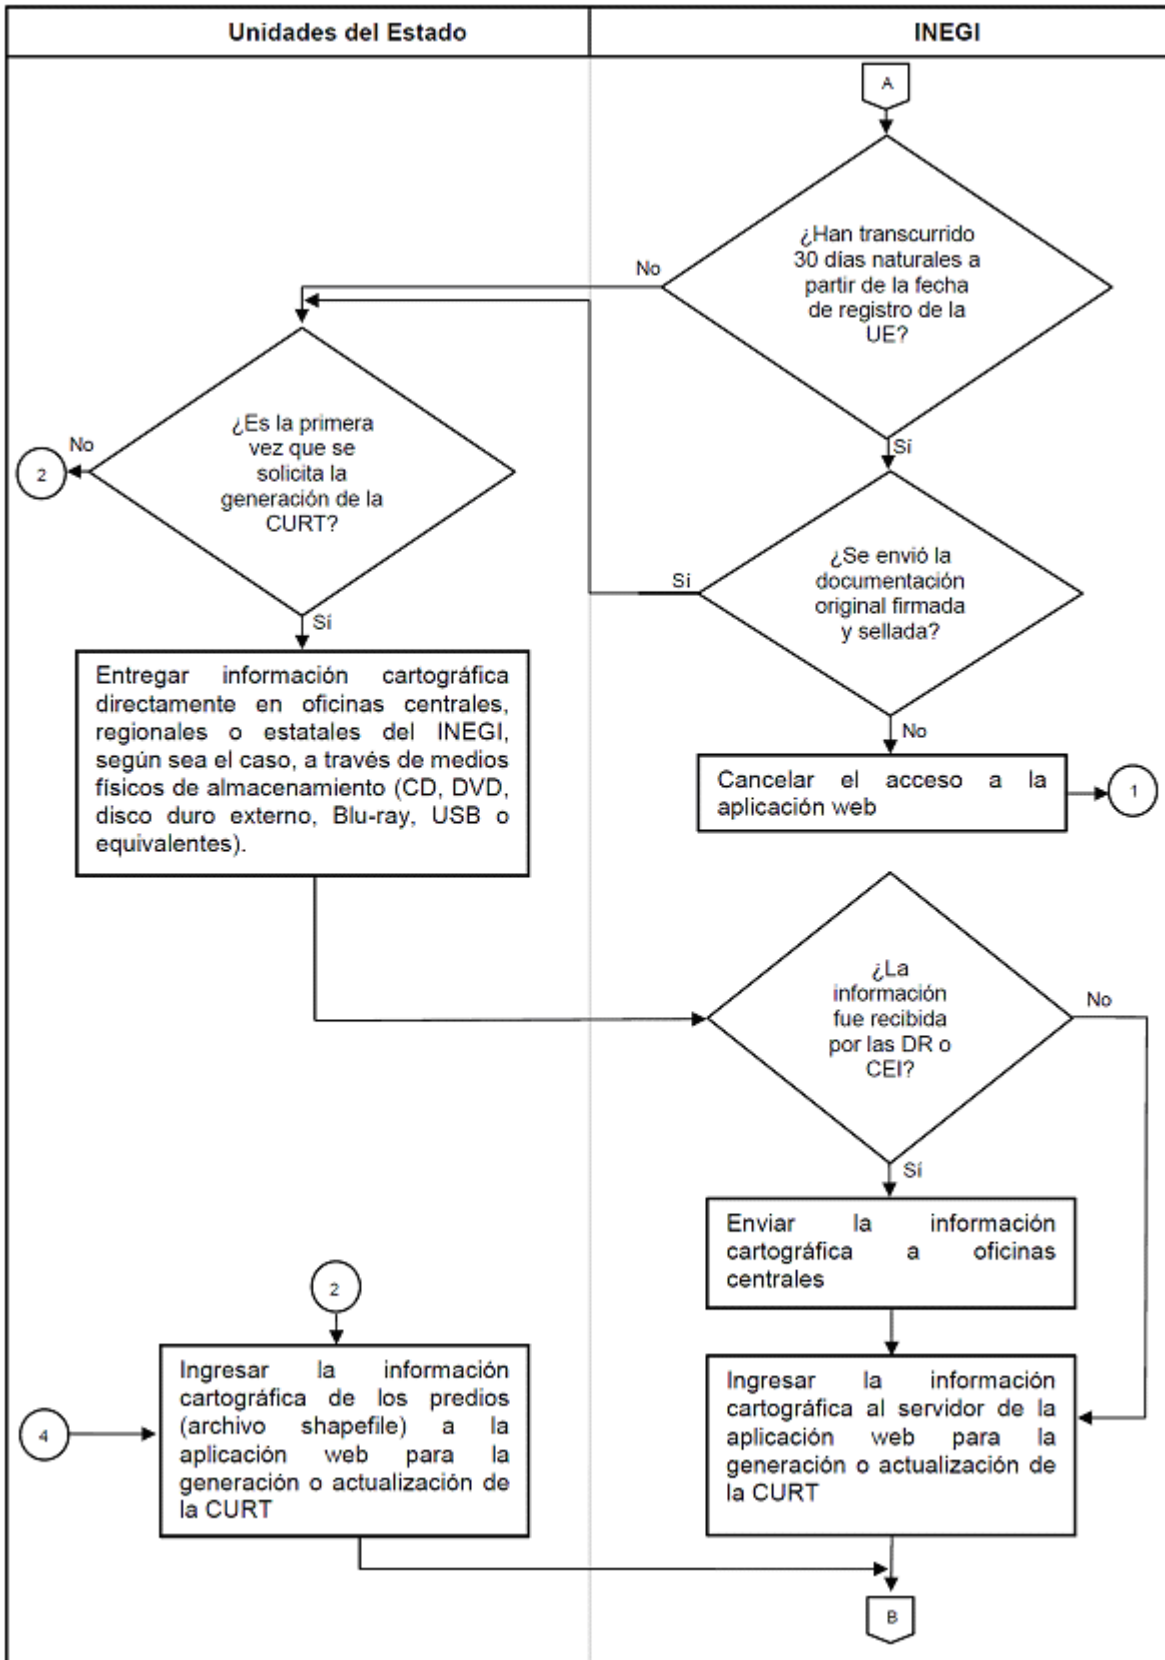 Unidades del Estado
INEGI
A
¿Han transcurrido
30 días naturales a
partir de la fecha
de registro de la
UE?
No
Sí
¿Es la primera
vez que se
solicita la
generación de la
CURT?
No
2
Sí
¿Se envió la
documentación
original firmada
y sellada?
Sí
No
Entregar información cartográfica
directamente en oficinas centrales,
regionales o estatales del INEGI,
según sea el caso, a través de medios
físicos de almacenamiento (CD, DVD,
disco duro externo, Blu-ray, USB o
equivalentes).
Cancelar el acceso a la
aplicación web
1
¿La
información
fue recibida
por las DR o
CEI?
No
Sí
Enviar la información
cartográfica a oficinas
centrales
2
Ingresar la información
cartográfica de los predios
(archivo shapefile) a la
aplicación web para la
generación o actualización de
la CURT
4
Ingresar la información
cartográfica al servidor de la
aplicación web para la
generación o actualización de
la CURT
B